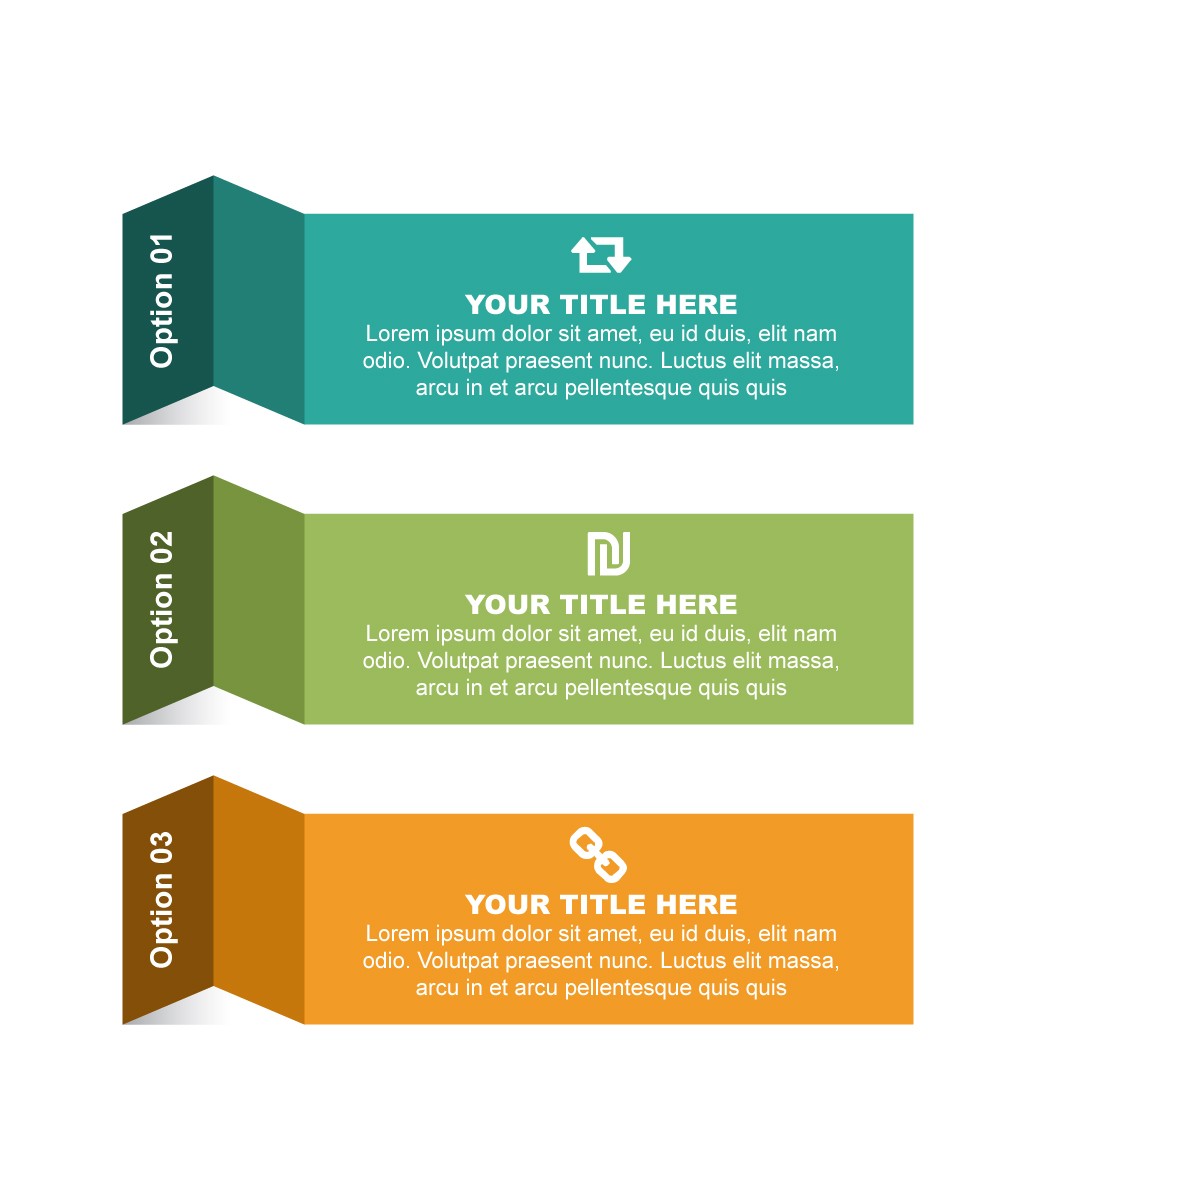 Option 01
YOUR TITLE HERE
Lorem ipsum dolor sit amet, eu id duis, elit nam
odio. Volutpat praesent nunc. Luctus elit massa,
arcu in et arcu pellentesque quis quis
Option 02
₪
YOUR TITLE HERE
Lorem ipsum dolor sit amet, eu id duis, elit nam
odio. Volutpat praesent nunc. Luctus elit massa,
arcu in et arcu pellentesque quis quis
Option 03
YOUR TITLE HERE
Lorem ipsum dolor sit amet, eu id duis, elit nam
odio. Volutpat praesent nunc. Luctus elit massa,
arcu in et arcu pellentesque quis quis